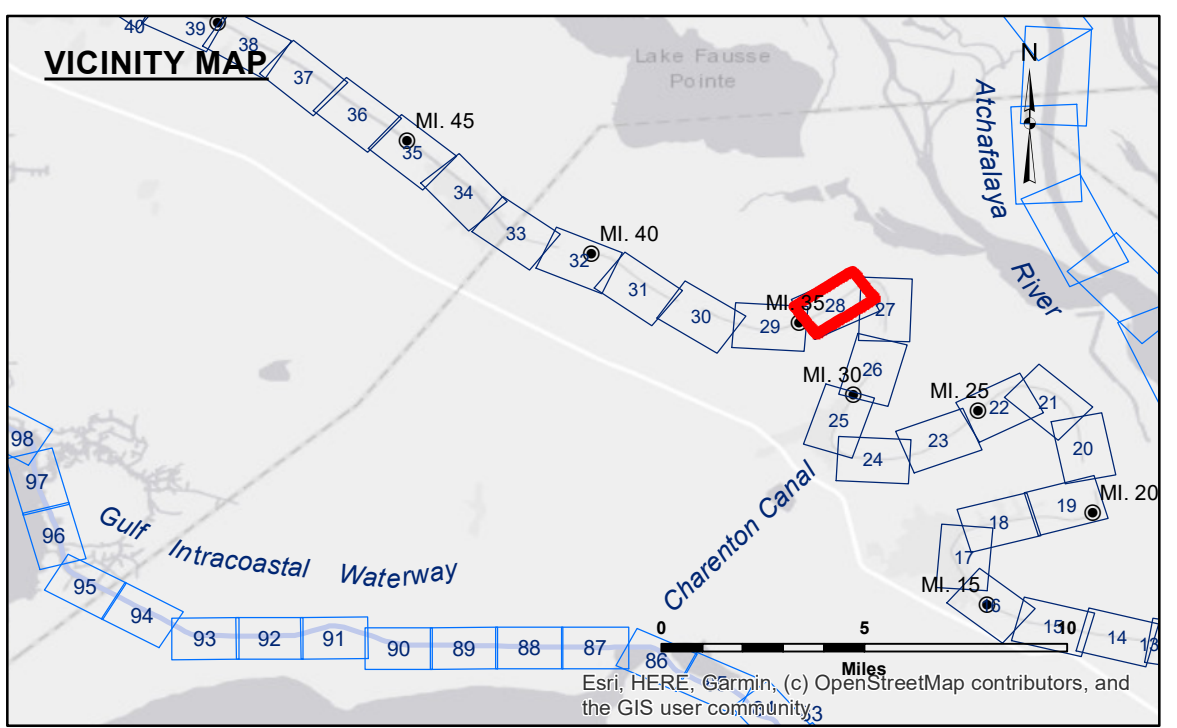 40
39
38
VICINITY MAP
37
36
MI. 45
35
34
33
MI. 40
32
31
30
29
MI. 35
28
27
Lake Fausse
Pointe
N
Atchafalaya
River
26
MI. 30
25
24
23
MI. 25
22
21
20
MI. 20
19
18
17
MI. 15
16
15
14
13
Charenton Canal
98
97
96
95
94
93
92
91
90
89
88
87
86
Gulf Intracoastal Waterway
0 5 10
Miles
Esri, HERE, Garmin, (c) OpenStreetMap contributors, and
the GIS user community